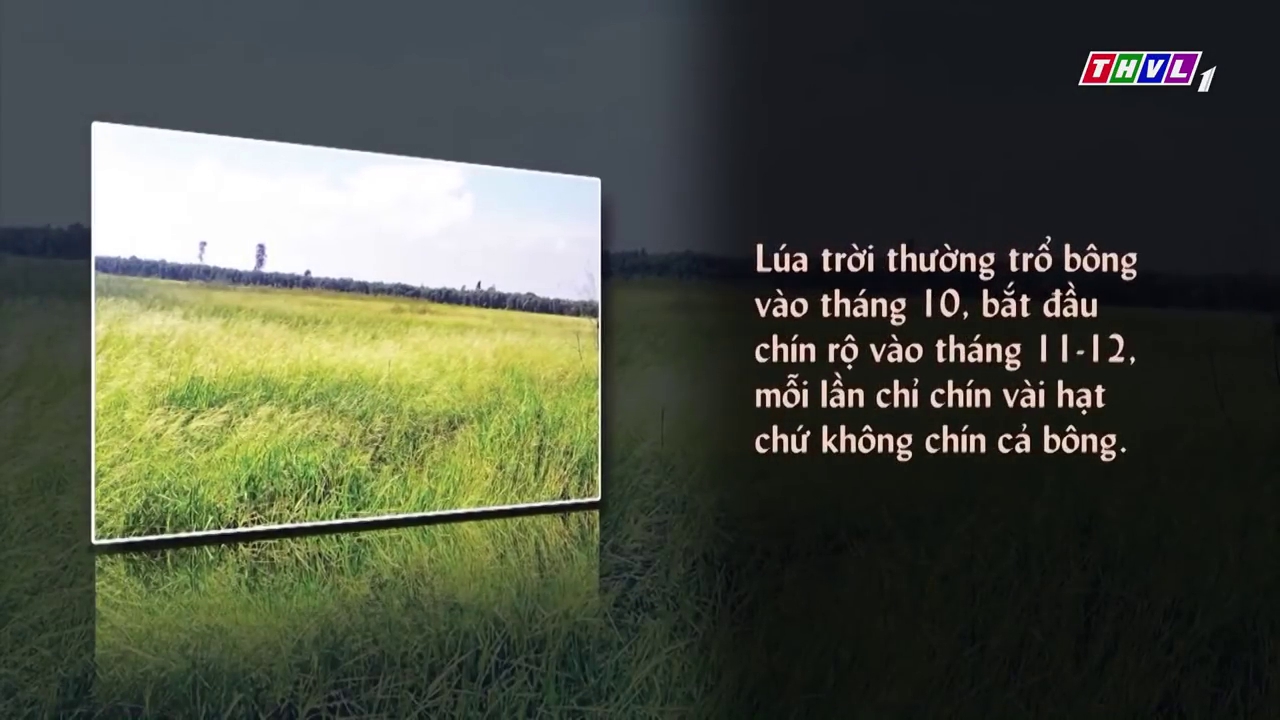 THVL1
Lúa trời thường trổ bông
vào tháng 10, bắt đầu
chín rộ vào tháng 11-12,
mỗi lần chỉ chín vài hạt
chứ không chín cả bông.